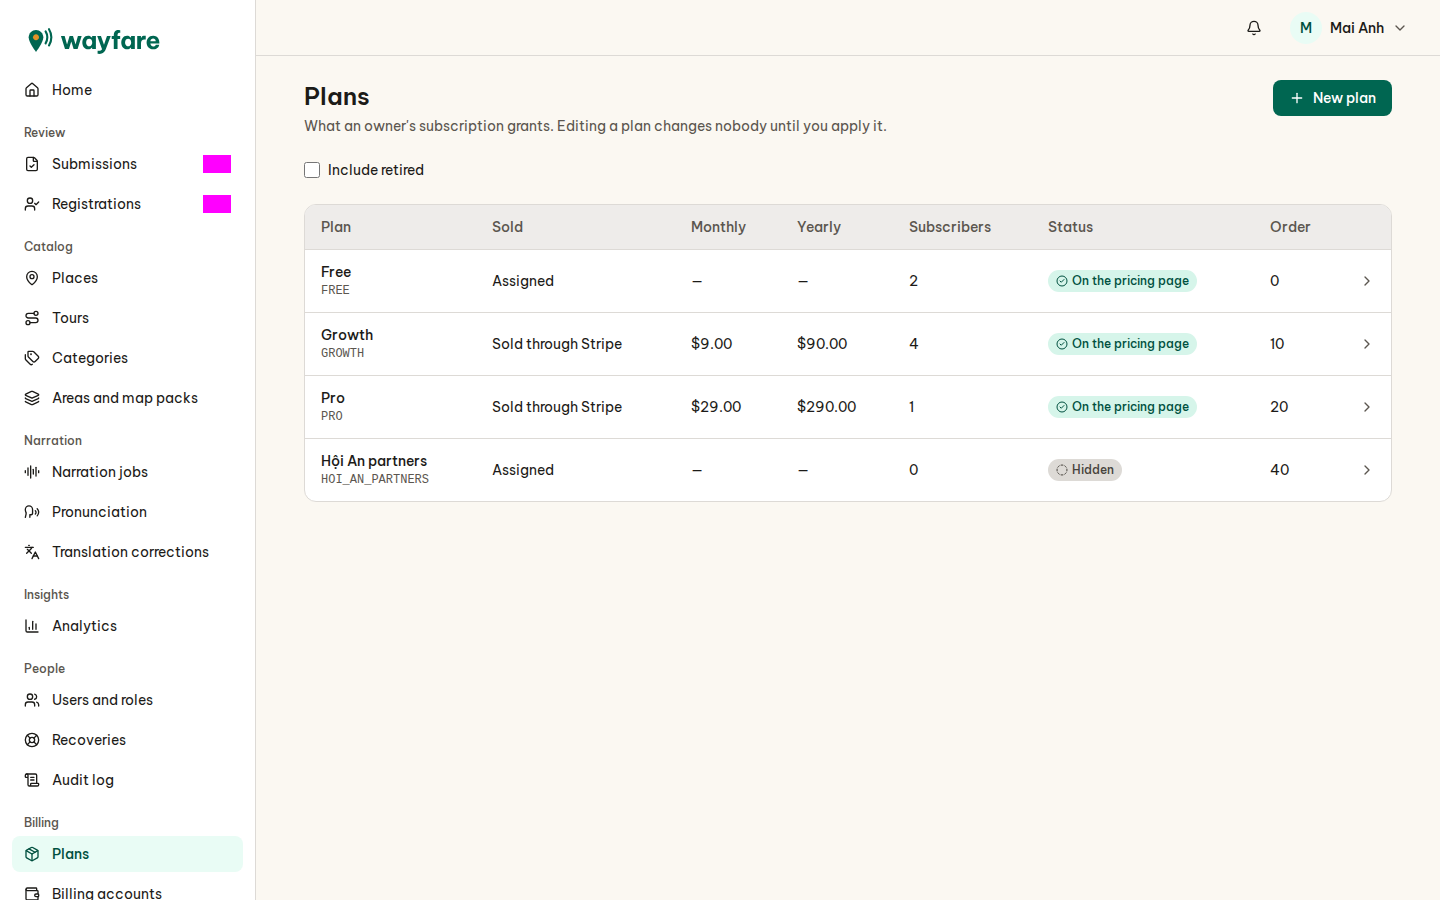 wayfare
Home
Review
Submissions
Registrations
Catalog
Places
Tours
Categories
Areas and map packs
Narration
Narration jobs
Pronunciation
Translation corrections
Insights
Analytics
People
Users and roles
Recoveries
Audit log
Billing
Plans
Billing accounts
M Mai Anh
Plans
What an owner's subscription grants. Editing a plan changes nobody until you apply it.
New plan
Include retired
Plan Sold Monthly Yearly Subscribers Status Order
Free
FREE
Assigned — — 2 On the pricing page 0
Growth
GROWTH
Sold through Stripe $9.00 $90.00 4 On the pricing page 10
Pro
PRO
Sold through Stripe $29.00 $290.00 1 On the pricing page 20
Hội An partners
HOI_AN_PARTNERS
Assigned — — 0 Hidden 40